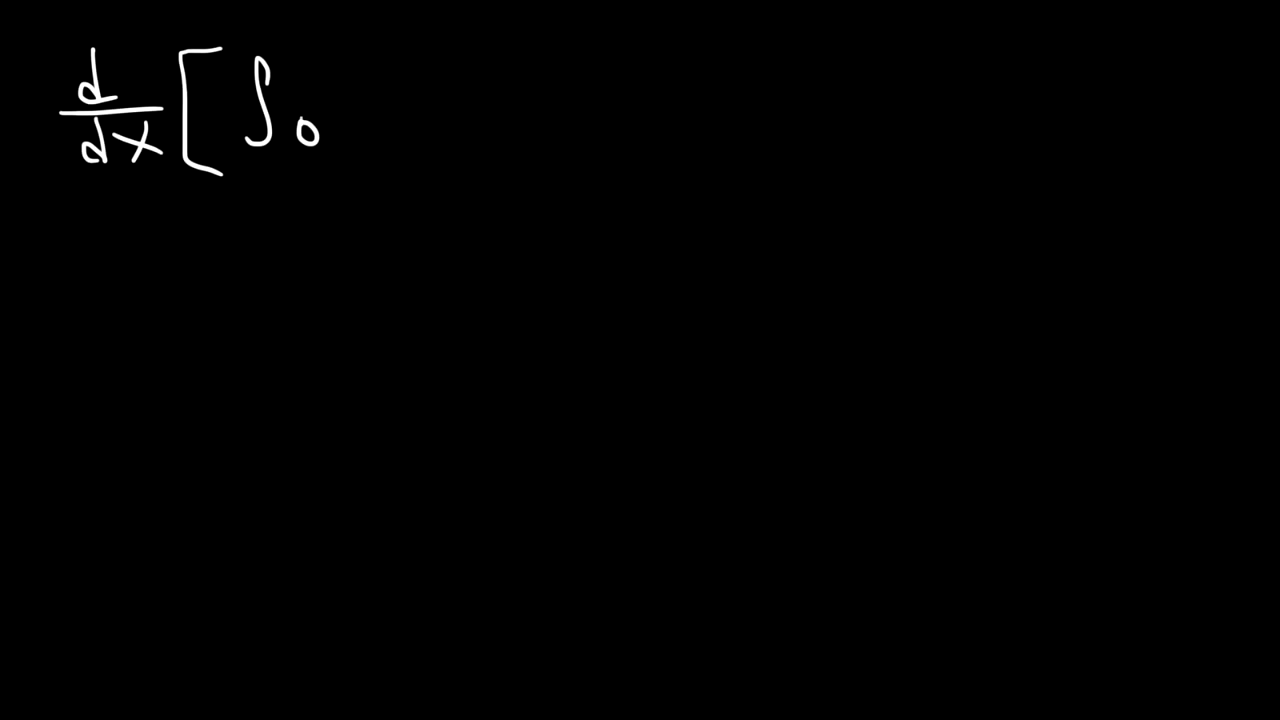 d/dx [ ∫₀